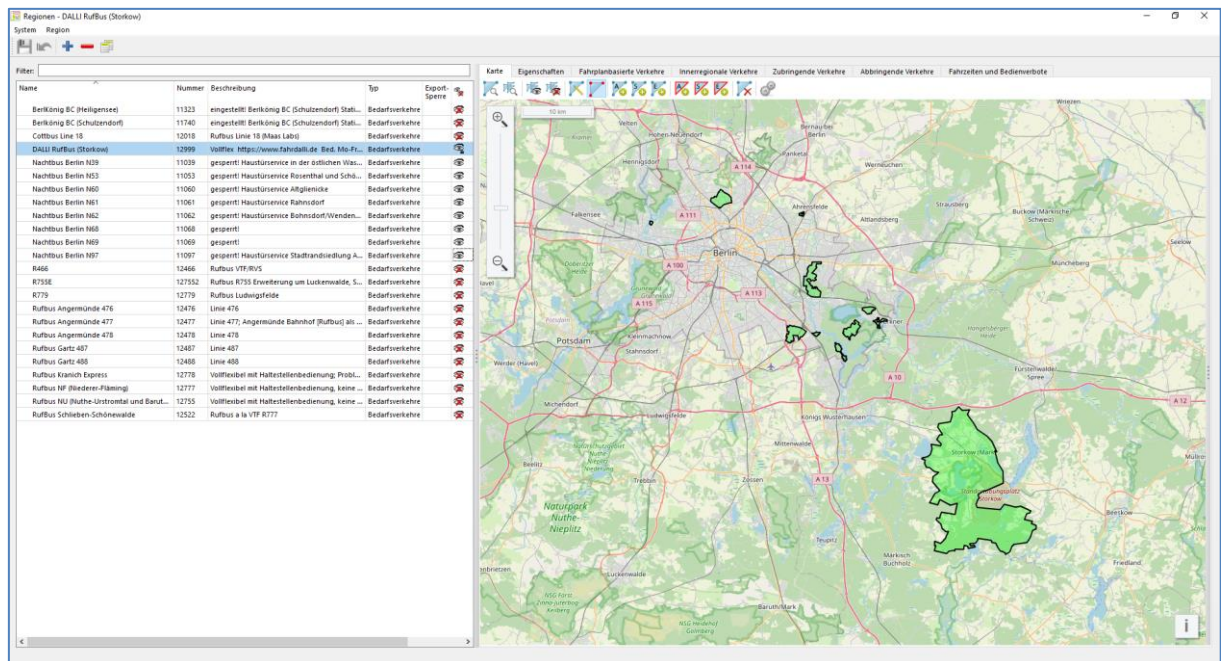 Regionen - DALLI RufBus (Storkow)
System Region
Filter:
Name Nummer Beschreibung Typ Export-Sperre
Berlkönig BC (Heiligensee) 11323 eingestellt! Berlkönig BC (Schulzendorf) Stati... Bedarfsverkehre
Berlkönig BC (Schulzendorf) 11740 eingestellt! Berlkönig BC (Schulzendorf) Stati... Bedarfsverkehre
Cottbus Line 18 12018 Rufbus Linie 18 (Maas Labs) Bedarfsverkehre
DALLI RufBus (Storkow) 12999 Vollflex https://www.fahrdalli.de Bed. Mo-Fr... Bedarfsverkehre
Nachtbus Berlin N39 11039 gesperrt! Haustürservice in der östlichen Was... Bedarfsverkehre
Nachtbus Berlin N53 11053 gesperrt! Haustürservice Rosenthal und Schö... Bedarfsverkehre
Nachtbus Berlin N60 11060 gesperrt! Haustürservice Altglienicke Bedarfsverkehre
Nachtbus Berlin N61 11061 gesperrt! Haustürservice Rahnsdorf Bedarfsverkehre
Nachtbus Berlin N62 11062 gesperrt! Haustürservice Bohnsdorf/Wenden... Bedarfsverkehre
Nachtbus Berlin N68 11068 gesperrt! Bedarfsverkehre
Nachtbus Berlin N69 11069 gesperrt! Bedarfsverkehre
Nachtbus Berlin N97 11097 gesperrt! Haustürservice Stadtrandsiedlung A... Bedarfsverkehre
R466 12466 Rufbus VTF/RVS Bedarfsverkehre
R755E 127552 Rufbus R755 Erweiterung um Luckenwalde, S... Bedarfsverkehre
R779 12779 Rufbus Ludwigsfelde Bedarfsverkehre
Rufbus Angermünde 476 12476 Linie 476 Bedarfsverkehre
Rufbus Angermünde 477 12477 Linie 477; Angermünde Bahnhof [Rufbus] als ... Bedarfsverkehre
Rufbus Angermünde 478 12478 Linie 478 Bedarfsverkehre
Rufbus Gartz 487 12487 Linie 487 Bedarfsverkehre
Rufbus Gartz 488 12488 Linie 488 Bedarfsverkehre
Rufbus Kranich Express 12778 Vollflexibel mit Haltestellenbedienung; Probl... Bedarfsverkehre
Rufbus NF (Niederer-Fläming) 12777 Vollflexibel mit Haltestellenbedienung, keine ... Bedarfsverkehre
Rufbus NU (Nuthe-Urstromtal und Barut... 12755 Vollflexibel mit Haltestellenbedienung, keine ... Bedarfsverkehre
RufBus Schlieben-Schönewalde 12522 Rufbus a la VTF R777 Bedarfsverkehre
Karte Eigenschaften Fahrplanbasierte Verkehre Innerregionale Verkehre Zubringende Verkehre Abbringende Verkehre Fahrzeiten und Bedienverbote
10 km
Wriezen
Velten
Hohen Neuendorf
Bernau bei Berlin
Panketal
Hennigsdorf
A 114
Werneuchen
Strausberg
Ahrensfelde
Falkensee
A 111
Altlandsberg
Buckow (Märkische Schweiz)
Seelow
Berlin
Müncheberg
Döberitzer Heide
A 100
Grunewald
A 113
A 115
Potsdam
Kleinmachnow
Stahnsdorf
Werder (Havel)
A 10
Fürstenwalde/Spree
A 12
Michendorf
Ludwigsfelde
Königs Wusterhausen
Mittenwalde
Storkow (Mark)
Müllros
Beelitz
Naturschutzgebiet Nuthe-Nieplitz-Niederung
Trebbin
Zossen
A 13
Storkow
Beeskow
Naturpark Nuthe-Nieplitz
Teupitz
Märkisch Buchholz
Friedland
Luckenwalde
Baruth/Mark
NSG Heidehof Golmberg
i